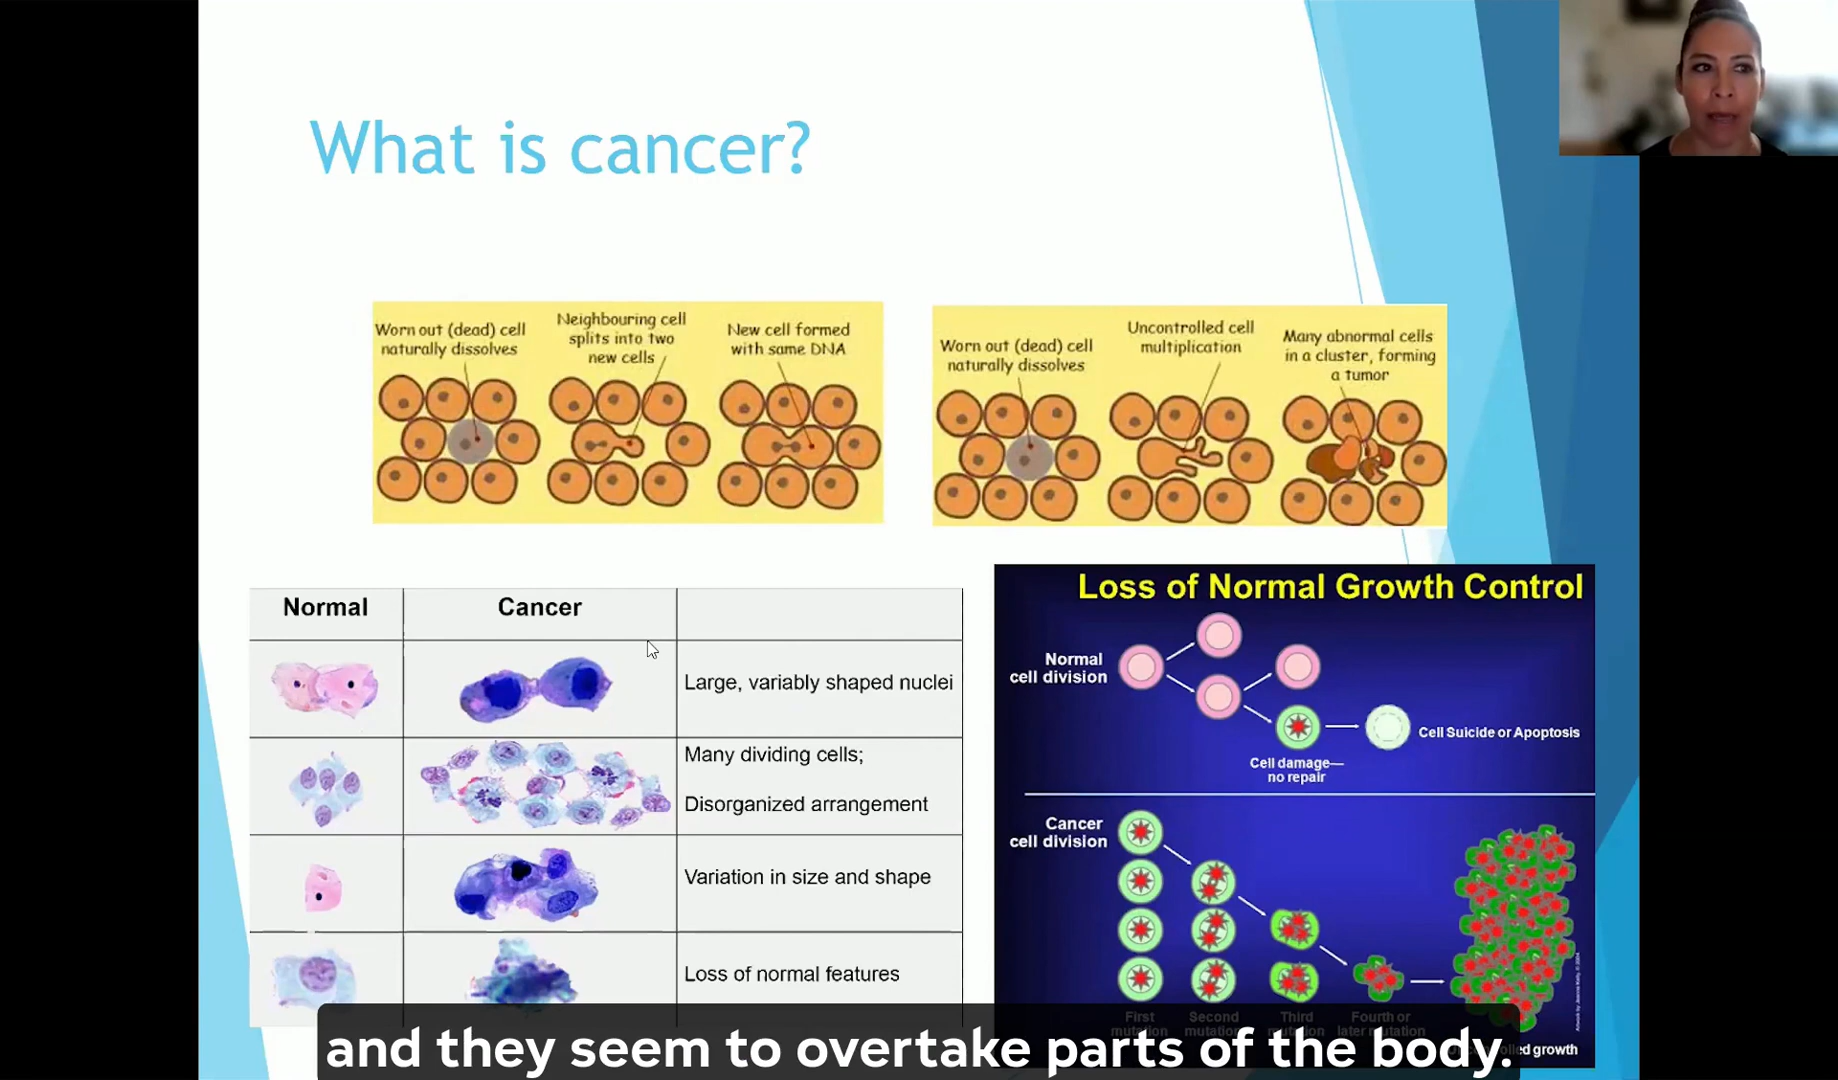 What is cancer?
Worn out (dead) cell
naturally dissolves
Neighbouring cell
splits into two
new cells
New cell formed
with same DNA
Worn out (dead) cell
naturally dissolves
Uncontrolled cell
multiplication
Many abnormal cells
in a cluster, forming
a tumor
Normal
Cancer
Large, variably shaped nuclei
Many dividing cells;
Disorganized arrangement
Variation in size and shape
Loss of normal features
Loss of Normal Growth Control
Normal
cell division
Cell Suicide or Apoptosis
Cell damage—
no repair
Cancer
cell division
First
mutation
Second
mutation
Third
mutation
Fourth or
later mutation
growth
and they seem to overtake parts of the body.